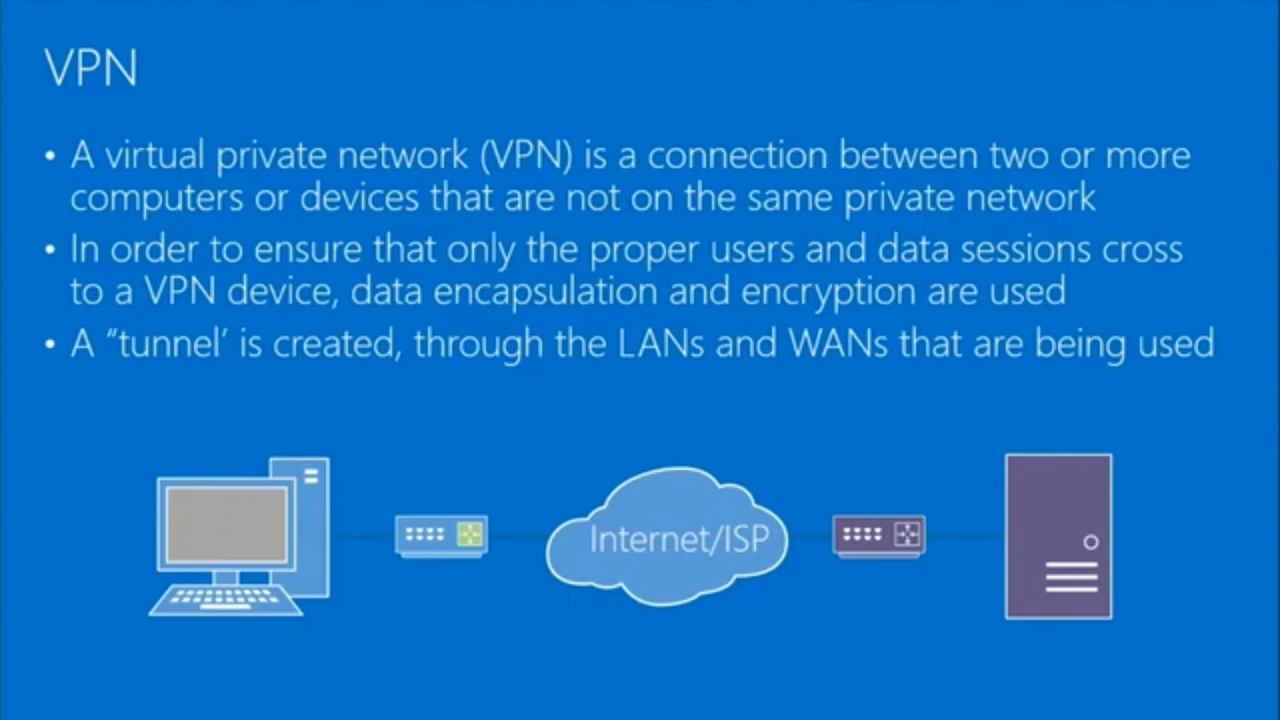 VPN
• A virtual private network (VPN) is a connection between two or more
computers or devices that are not on the same private network
• In order to ensure that only the proper users and data sessions cross
to a VPN device, data encapsulation and encryption are used
• A “tunnel’ is created, through the LANs and WANs that are being used
Internet/ISP